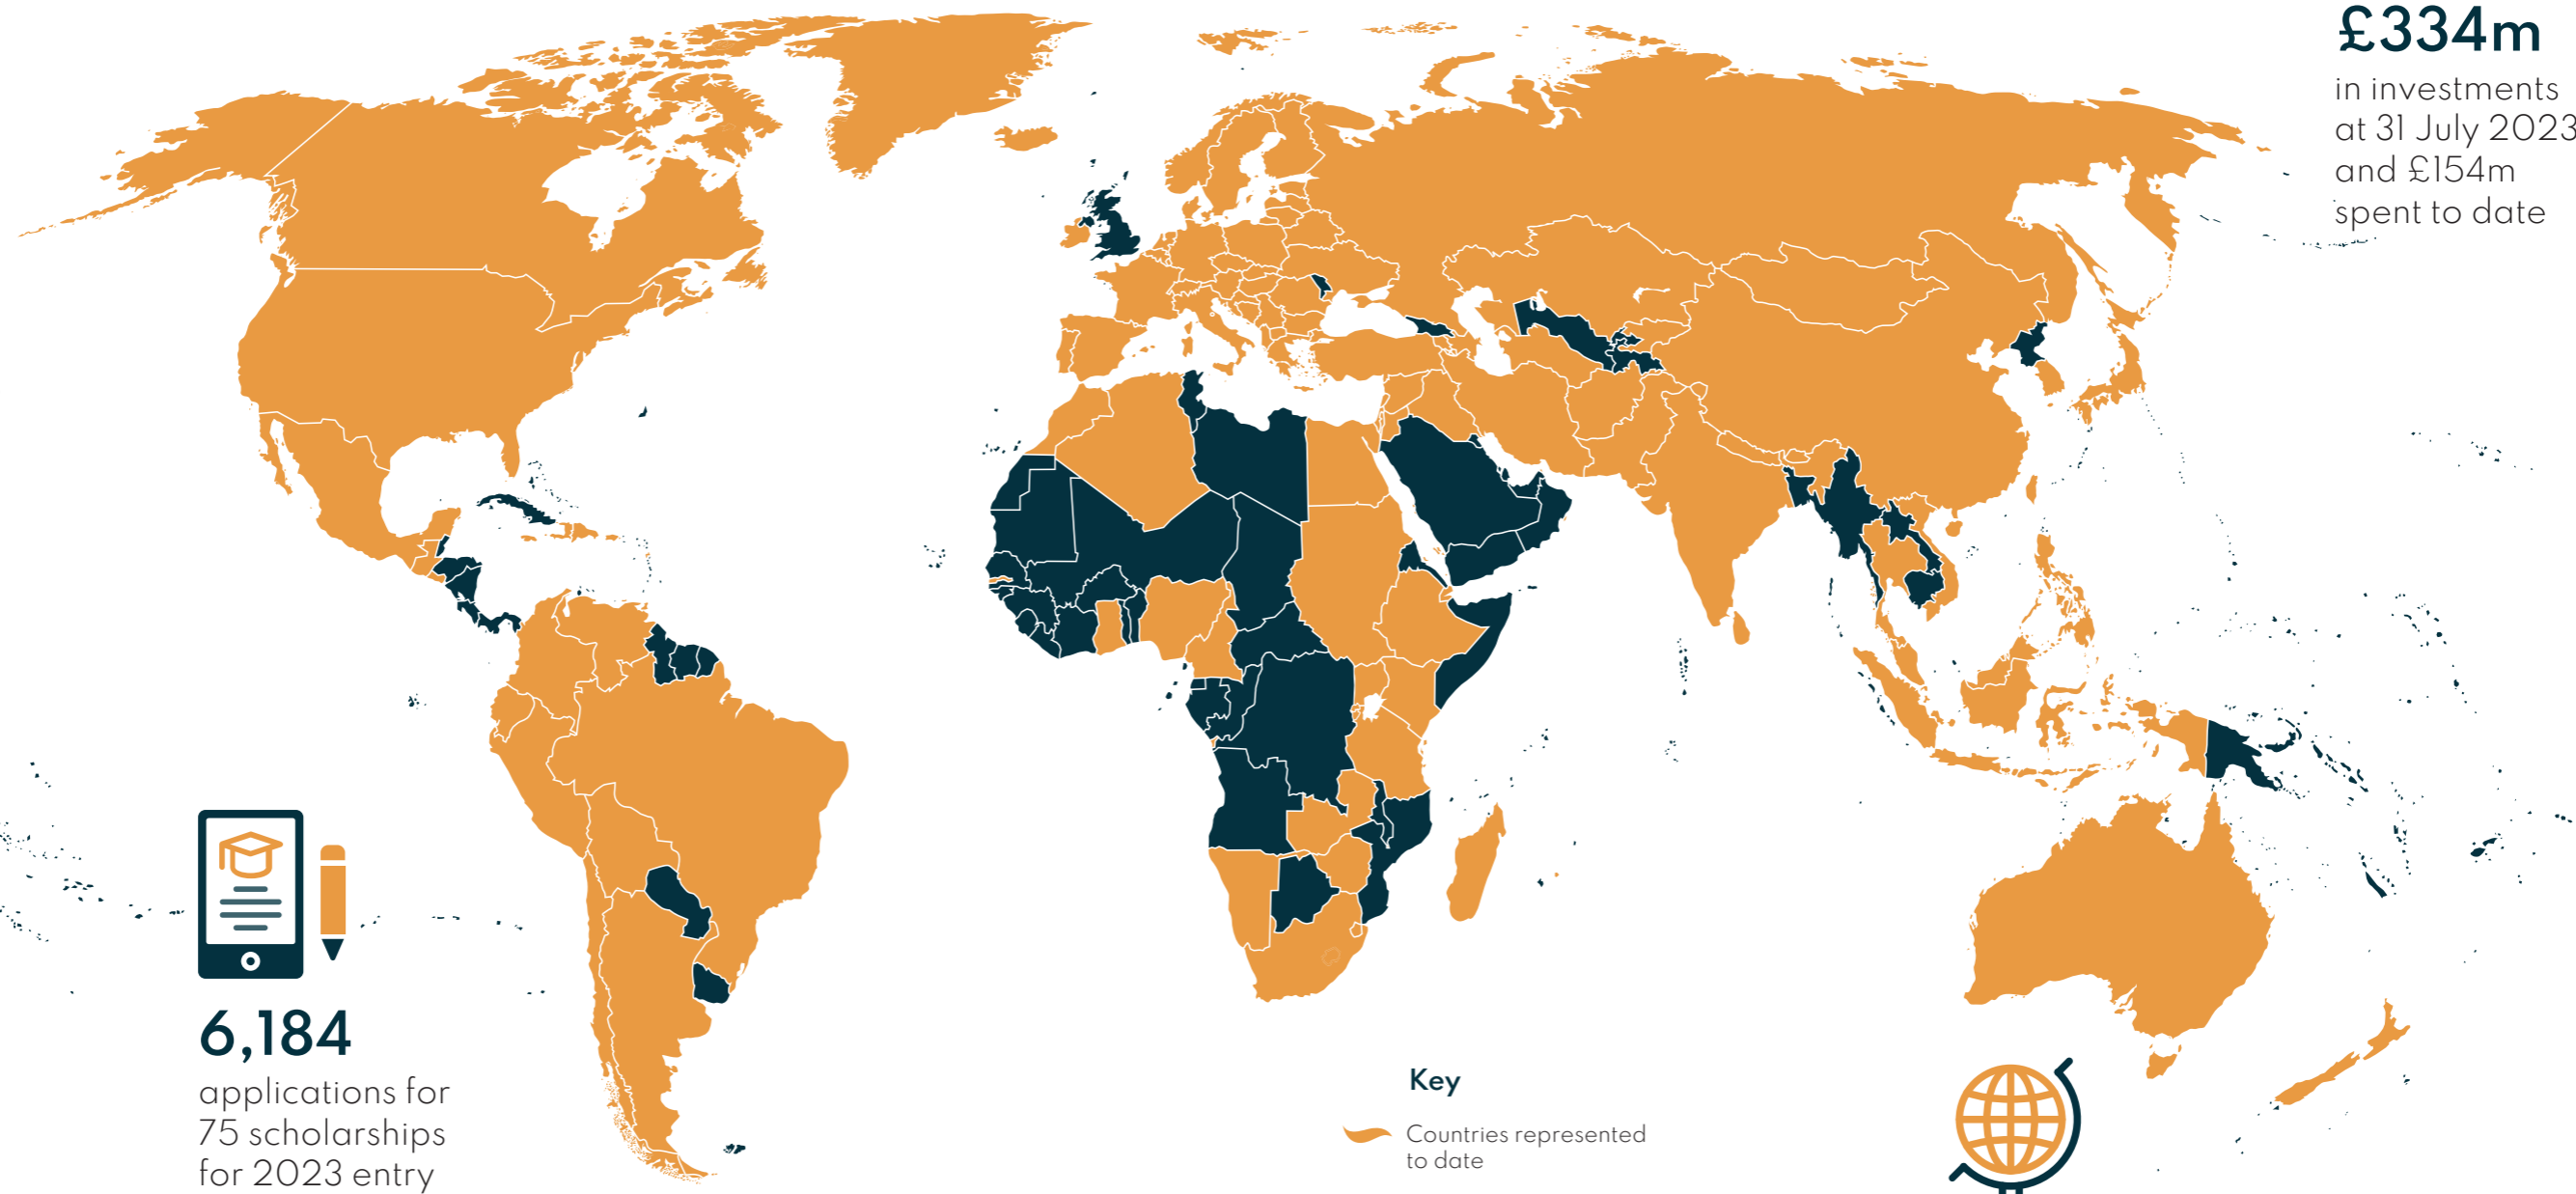 £334m
in investments
at 31 July 2023
and £154m
spent to date
6,184
applications for
75 scholarships
for 2023 entry
Key
Countries represented
to date